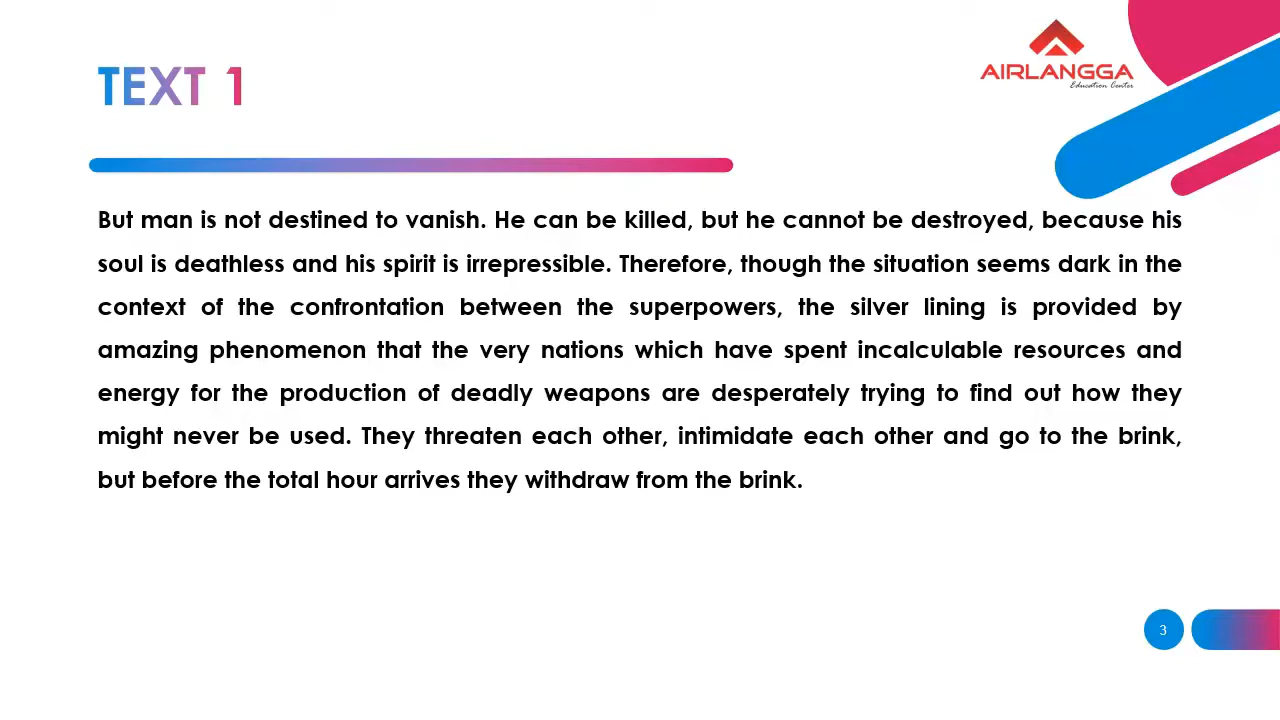 TEXT 1
AIRLANGGA
Education Center
But man is not destined to vanish. He can be killed, but he cannot be destroyed, because his
soul is deathless and his spirit is irrepressible. Therefore, though the situation seems dark in the
context of the confrontation between the superpowers, the silver lining is provided by
amazing phenomenon that the very nations which have spent incalculable resources and
energy for the production of deadly weapons are desperately trying to find out how they
might never be used. They threaten each other, intimidate each other and go to the brink,
but before the total hour arrives they withdraw from the brink.
3